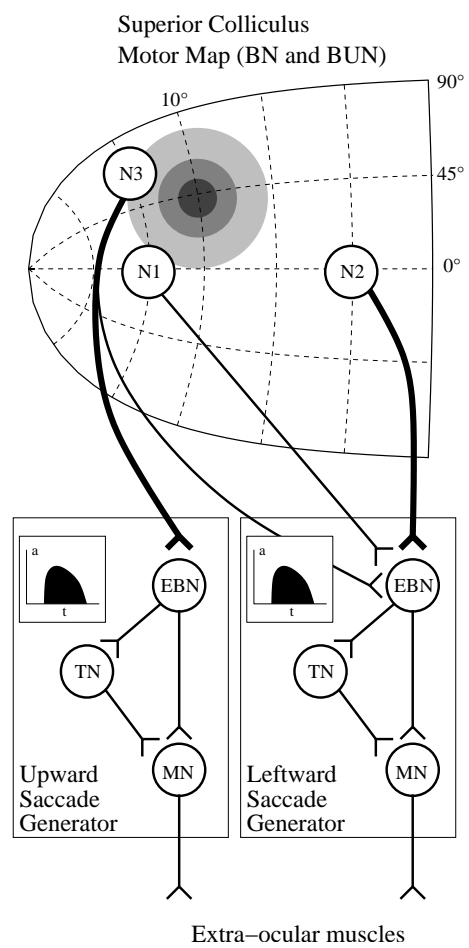 Superior Colliculus
Motor Map (BN and BUN)
90°
10°
45°
N3
0°
N1
N2
a
t
EBN
TN
MN
Upward
Saccade
Generator
a
t
EBN
TN
MN
Leftward
Saccade
Generator
Extra−ocular muscles